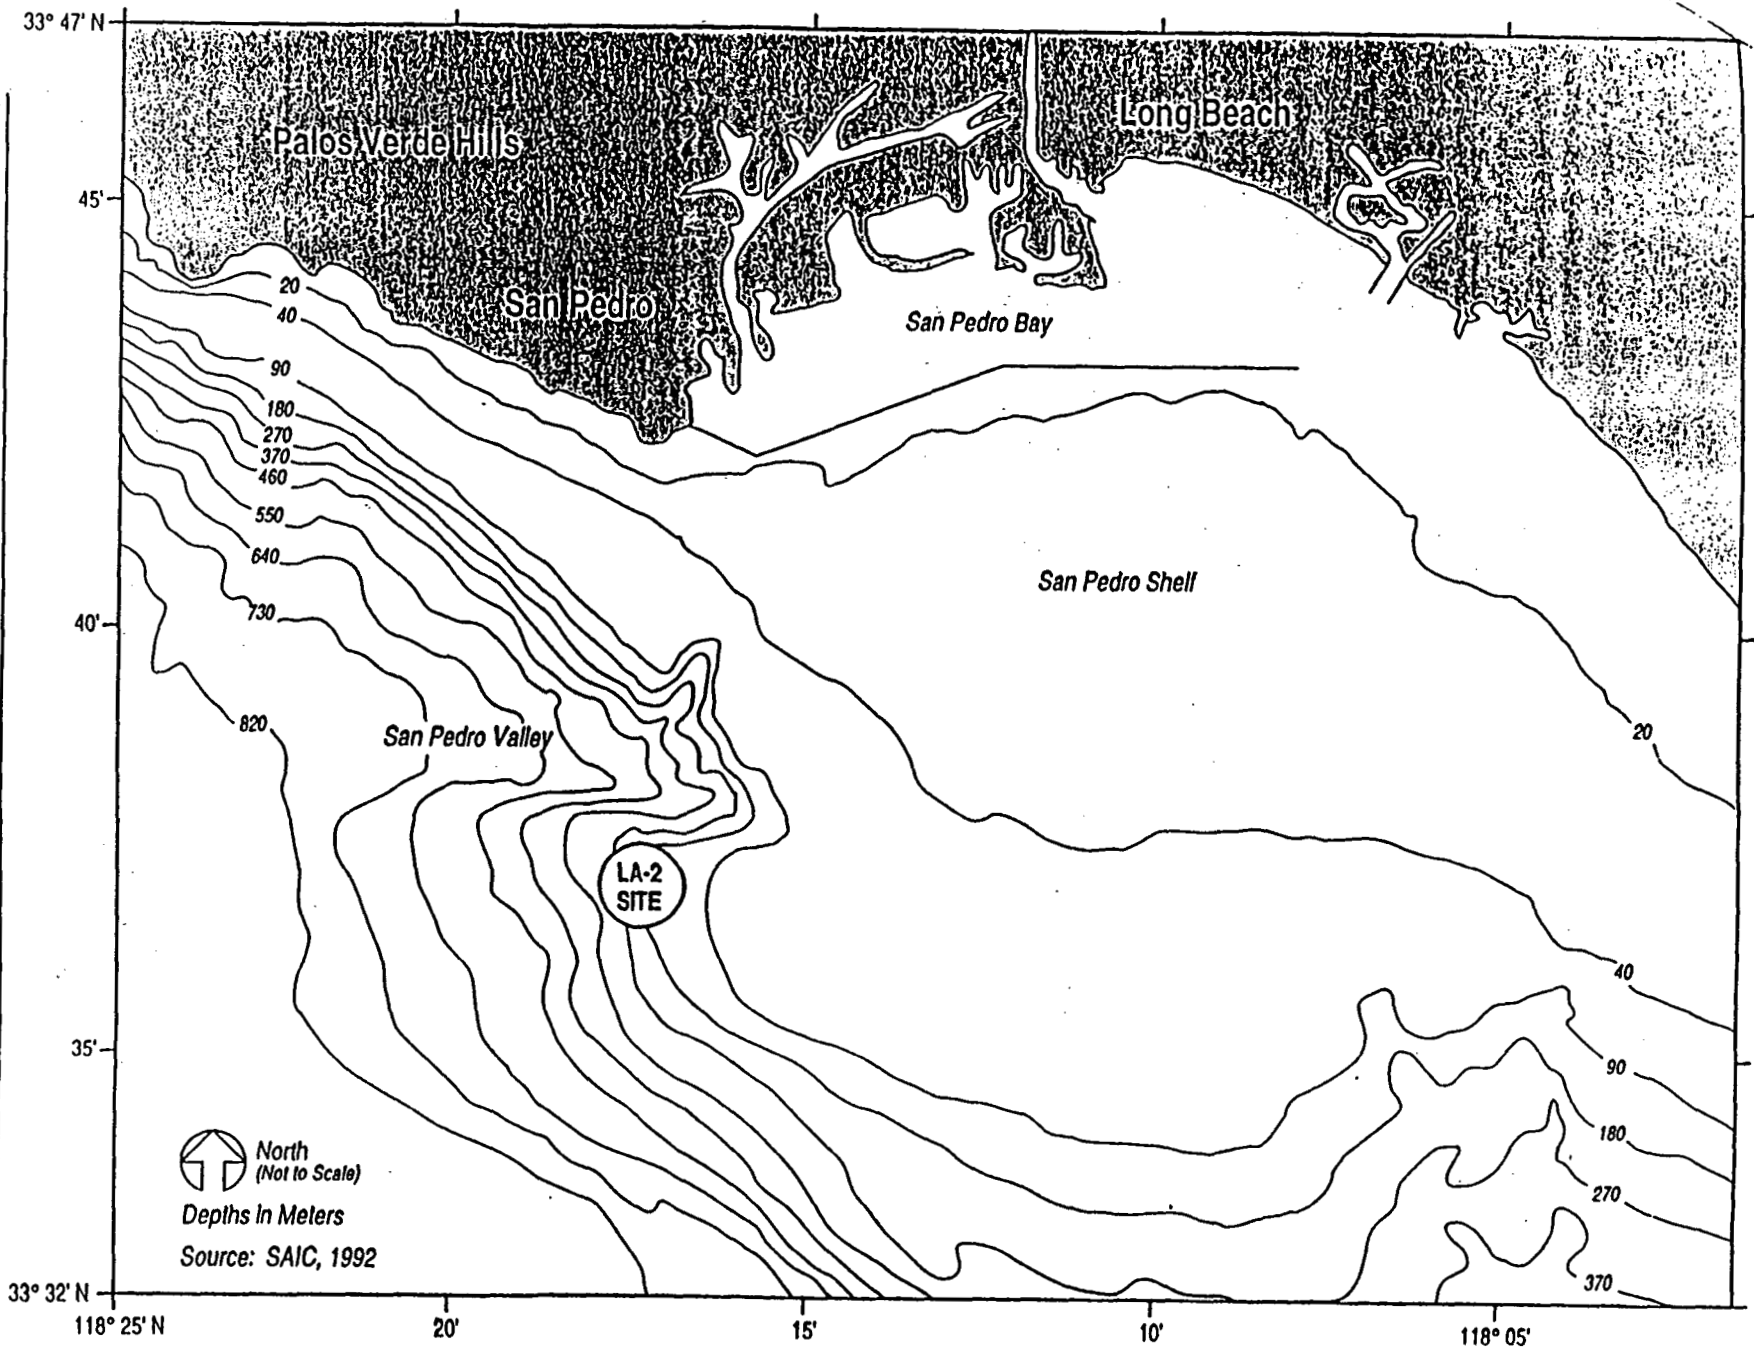 33° 47' N
Long Beach
Palos Verde Hills
45'
20
San Pedro
40
San Pedro Bay
90
180
270
370
460
550
640
San Pedro Shelf
730
40'
820
San Pedro Valley
20
LA-2
SITE
40
35'
90
180
North
(Not to Scale)
270
Depths in Meters
Source: SAIC, 1992
370
33° 32' N
118° 25' N
20'
15'
10'
118° 05'